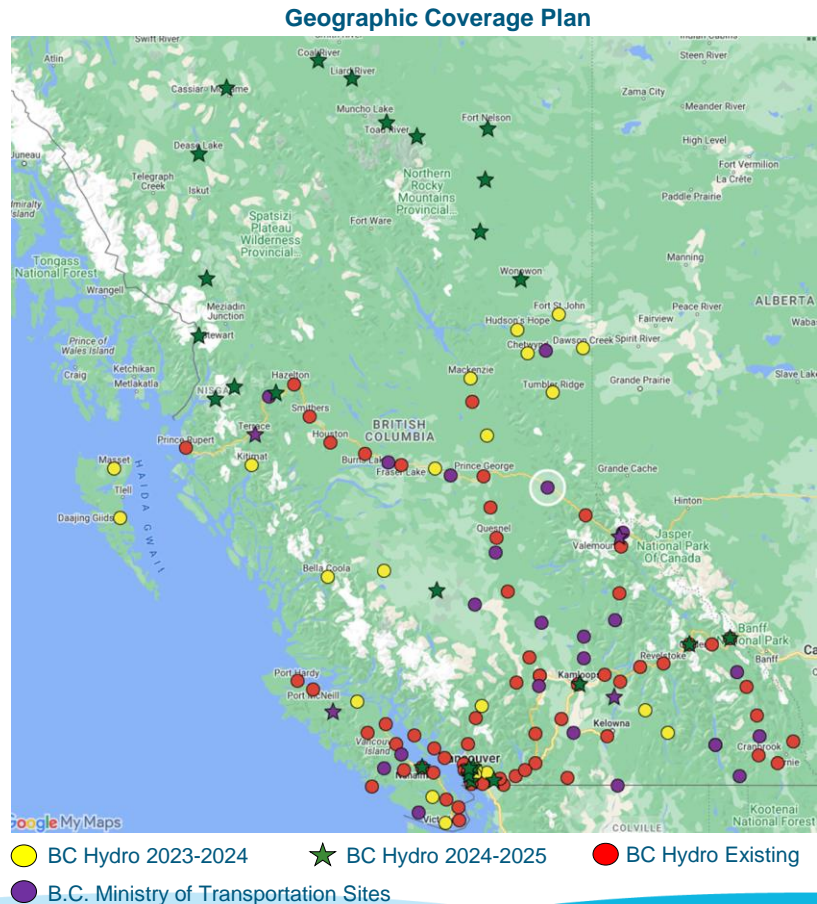 Geographic Coverage Plan
Swift River
Atlin
Coal River
Liard River
Steen River
Zama City
Muncho Lake
Toad River
Fort Nelson
Meander River
Juneau
Dease Lake
High Level
Fort Vermilion
La Crête
Telegraph
Creek
Iskut
Northern
Rocky
Mountains
Provincial...
Paddle Prairie
Spatsizi
Plateau
Wilderness
Provincial...
Fort Ware
Tongass
National Forest
Manning
Wrangell
Wonowon
Meziadin
Junction
Fort St John
Hudson's Hope
Peace River
ALBERTA
Fairview
Prince of
Wales Island
Stewart
Chetwynd
Dawson Creek
Spirit River
Ketchikan
Craig
Metlakatla
Hazelton
Mackenzie
Slave Lake
Tumbler Ridge
Grande Prairie
Smithers
Terrace
BRITISH
COLUMBIA
Prince Rupert
Houston
Kitimat
Burns Lake
Fraser Lake
Prince George
Grande Cache
Masset
Tlell
Hinton
HAIDA GWAII
Daajing Giids
Quesnel
Valemount
Jasper
National Park
Of Canada
Bella Coola
Banff
National Park
Revelstoke
Banff
Port Hardy
Port McNeill
Kamloops
Kelowna
Vancouver
Island
Vancouver
Cranbrook
Nanaimo
Kootenai
National Forest
COLVILLE
Google My Maps
BC Hydro 2023-2024
BC Hydro 2024-2025
BC Hydro Existing
B.C. Ministry of Transportation Sites